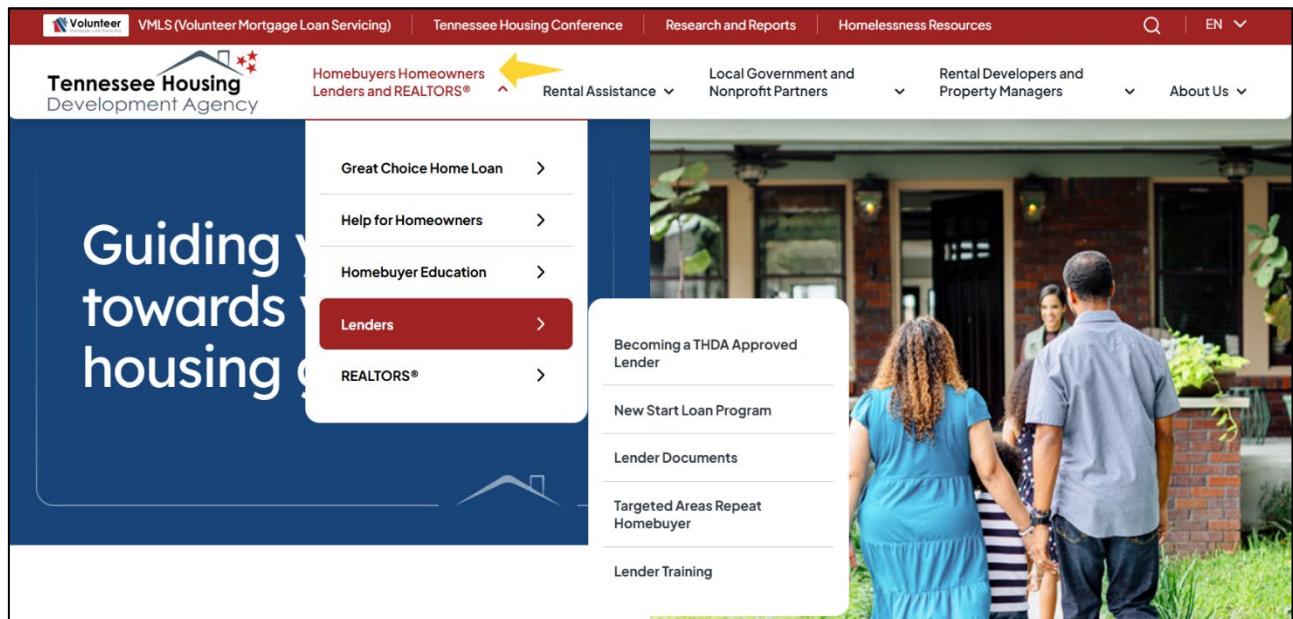 Volunteer
VMLS (Volunteer Mortgage Loan Servicing)
Tennessee Housing Conference
Research and Reports
Homelessness Resources
EN
Tennessee Housing
Development Agency
Homebuyers Homeowners
Lenders and REALTORS®
Rental Assistance
Local Government and
Nonprofit Partners
Rental Developers and
Property Managers
About Us
Great Choice Home Loan
Help for Homeowners
Homebuyer Education
Lenders
REALTORS®
Guiding
towards
housing
Becoming a THDA Approved
Lender
New Start Loan Program
Lender Documents
Targeted Areas Repeat
Homebuyer
Lender Training